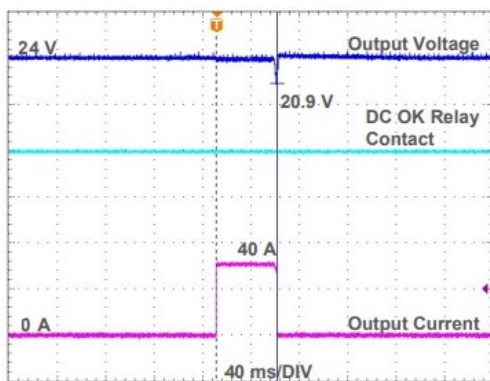 T
24 V
Output Voltage
20.9 V
DC OK Relay
Contact
40 A
0 A
Output Current
40 ms/DIV